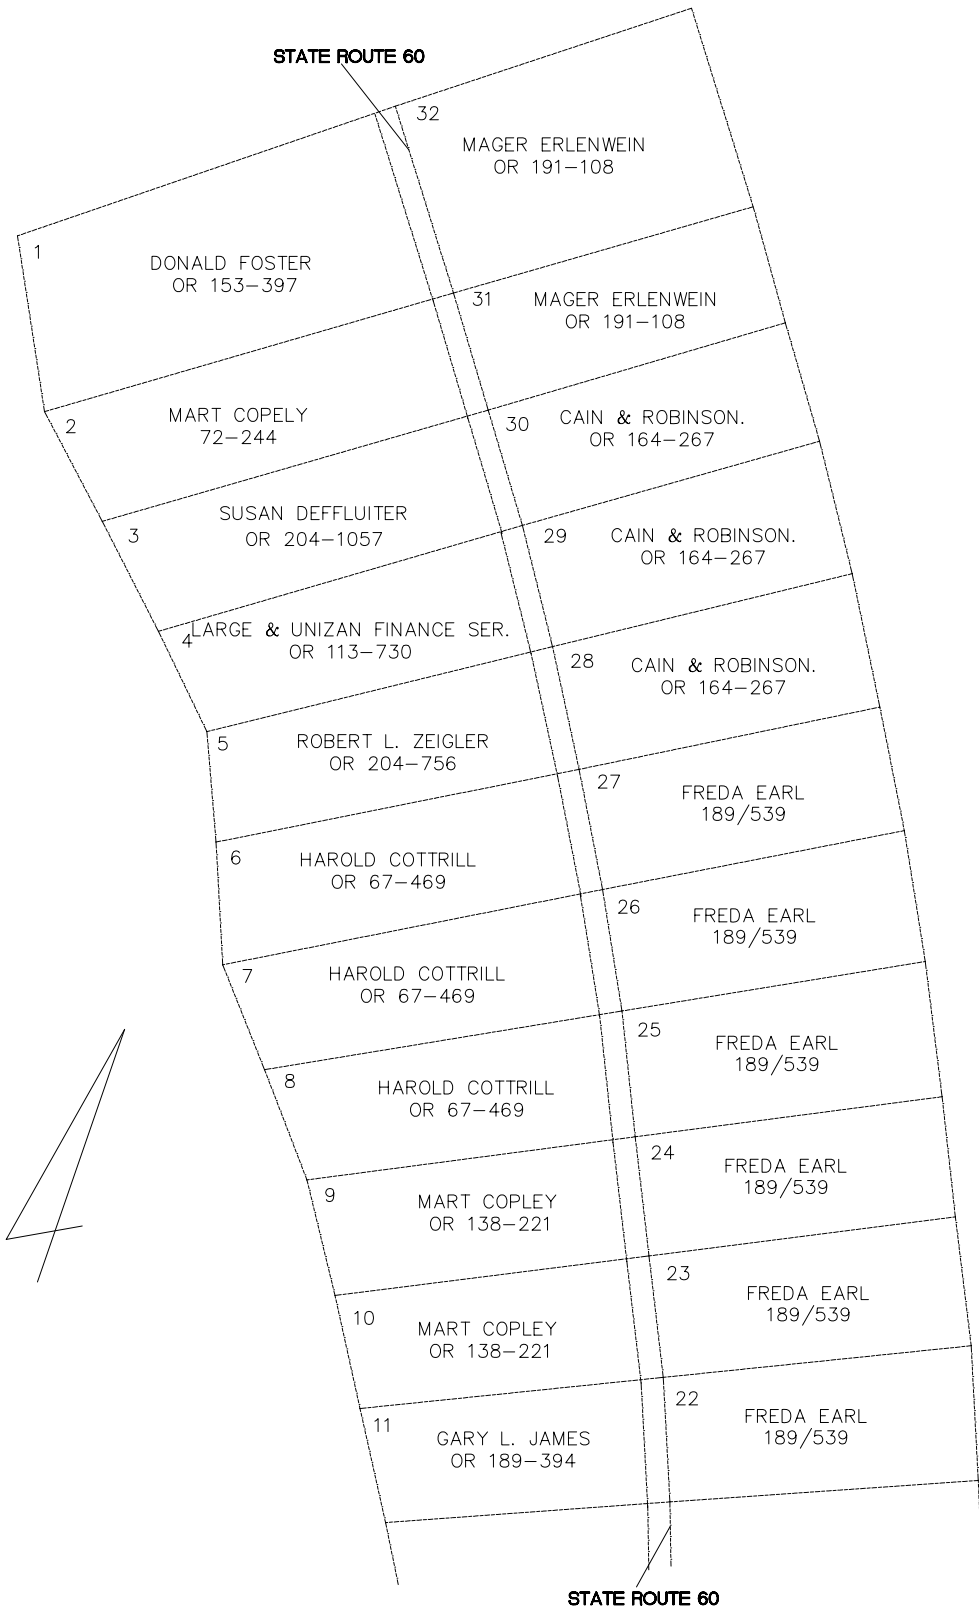 STATE ROUTE 60
32
MAGER ERLENWEIN
OR 191-108
1
DONALD FOSTER
OR 153-397
31
MAGER ERLENWEIN
OR 191-108
2
MART COPELY
72-244
30
CAIN & ROBINSON.
OR 164-267
3
SUSAN DEFFLUITER
OR 204-1057
29
CAIN & ROBINSON.
OR 164-267
4
LARGE & UNIZAN FINANCE SER.
OR 113-730
28
CAIN & ROBINSON.
OR 164-267
5
ROBERT L. ZEIGLER
OR 204-756
27
FREDA EARL
189/539
6
HAROLD COTTRILL
OR 67-469
26
FREDA EARL
189/539
7
HAROLD COTTRILL
OR 67-469
25
FREDA EARL
189/539
8
HAROLD COTTRILL
OR 67-469
24
FREDA EARL
189/539
9
MART COPLEY
OR 138-221
23
FREDA EARL
189/539
10
MART COPLEY
OR 138-221
22
FREDA EARL
189/539
11
GARY L. JAMES
OR 189-394
STATE ROUTE 60